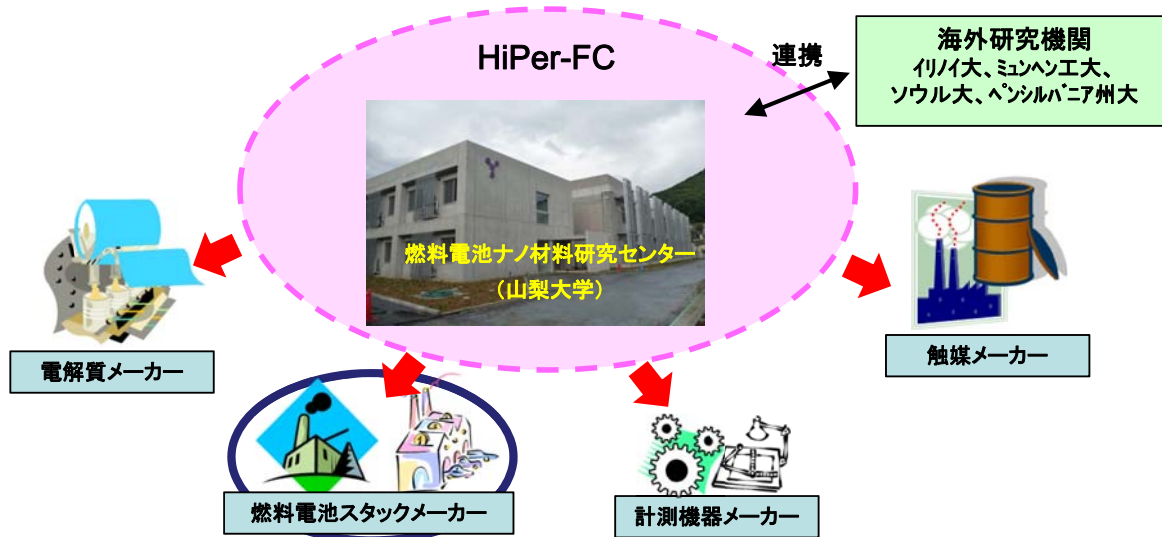 HiPer-FC
連携
海外研究機関
ｲﾘﾉｲ大、ﾐｭﾝﾍﾝ工大、
ソウル大、ﾍﾟﾝｼﾙﾊﾞﾆｱ州大
燃料電池ナノ材料研究センター
（山梨大学）
電解質メーカー
触媒メーカー
燃料電池スタックメーカー
計測機器メーカー